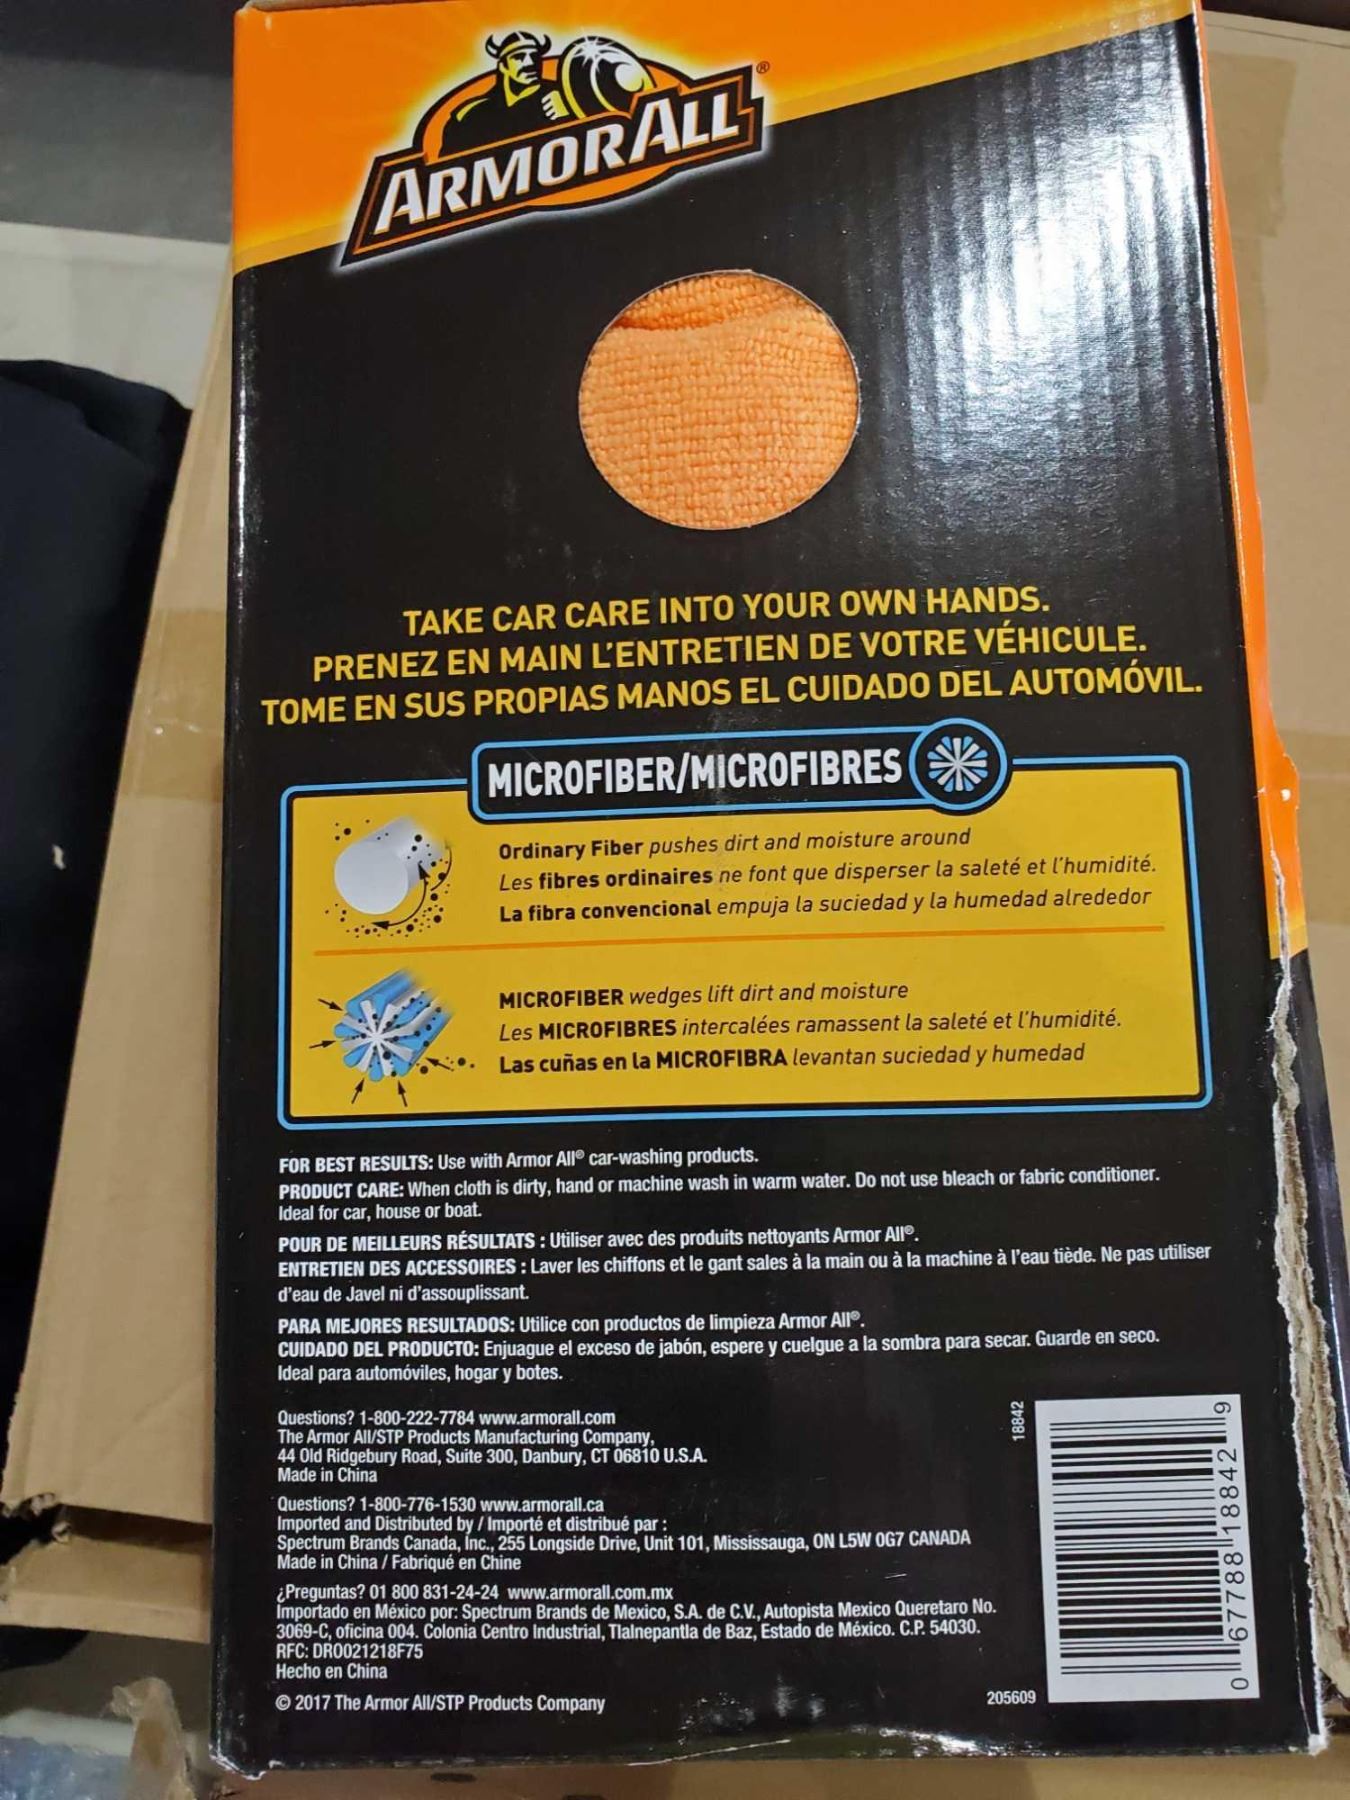 ARMOR ALL®
TAKE CAR CARE INTO YOUR OWN HANDS.
PRENEZ EN MAIN L'ENTRETIEN DE VOTRE VÉHICULE.
TOME EN SUS PROPIAS MANOS EL CUIDADO DEL AUTOMÓVIL.
MICROFIBER/MICROFIBRES
Ordinary Fiber pushes dirt and moisture around
Les fibres ordinaires ne font que disperser la saleté et l'humidité.
La fibra convencional empuja la suciedad y la humedad alrededor
MICROFIBER wedges lift dirt and moisture
Les MICROFIBRES intercalées ramassent la saleté et l'humidité.
Las cuñas en la MICROFIBRA levantan suciedad y humedad
FOR BEST RESULTS: Use with Armor All® car-washing products.
PRODUCT CARE: When cloth is dirty, hand or machine wash in warm water. Do not use bleach or fabric conditioner.
Ideal for car, house or boat.
POUR DE MEILLEURS RÉSULTATS : Utiliser avec des produits nettoyants Armor All®.
ENTRETIEN DES ACCESSOIRES : Laver les chiffons et le gant sales à la main ou à la machine à l'eau tiède. Ne pas utiliser
d'eau de Javel ni d'assouplissant.
PARA MEJORES RESULTADOS: Utilice con productos de limpieza Armor All®.
CUIDADO DEL PRODUCTO: Enjuague el exceso de jabón, espere y cuelgue a la sombra para secar. Guarde en seco.
Ideal para automóviles, hogar y botes.
Questions? 1-800-222-7784 www.armorall.com
The Armor All/STP Products Manufacturing Company,
44 Old Ridgebury Road, Suite 300, Danbury, CT 06810 U.S.A.
Made in China
Questions? 1-800-776-1530 www.armorall.ca
Imported and Distributed by / Importé et distribué par :
Spectrum Brands Canada, Inc., 255 Longside Drive, Unit 101, Mississauga, ON L5W 0G7 CANADA
Made in China / Fabriqué en Chine
¿Preguntas? 01 800 831-24-24 www.armorall.com.mx
Importado en México por: Spectrum Brands de Mexico, S.A. de C.V., Autopista Mexico Queretaro No.
3069-C, oficina 004. Colonia Centro Industrial, Tlalnepantla de Baz, Estado de México. C.P. 54030.
RFC: DRO021218F75
Hecho en China
© 2017 The Armor All/STP Products Company
205609
18842
0 67788 18842 9